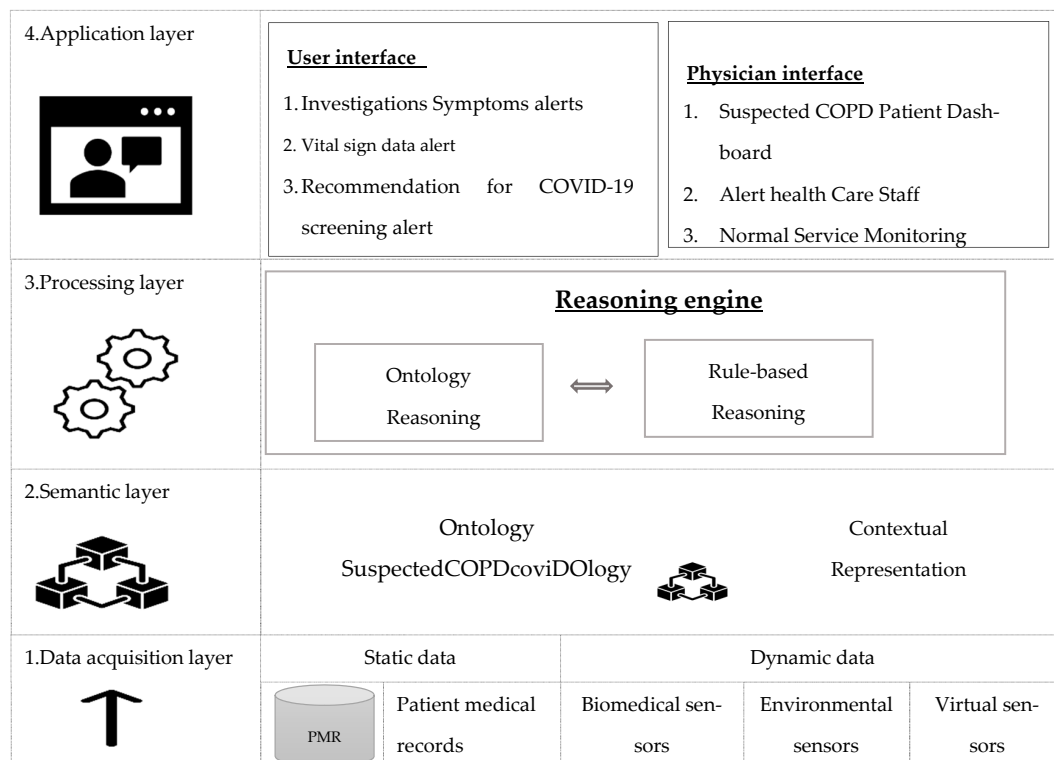 4.Application layer
User interface
1. Investigations Symptoms alerts
2. Vital sign data alert
3. Recommendation for COVID-19
screening alert
Physician interface
1. Suspected COPD Patient Dash-
board
2. Alert health Care Staff
3. Normal Service Monitoring
3.Processing layer
Reasoning engine
Ontology
Reasoning
Rule-based
Reasoning
2.Semantic layer
Ontology
SuspectedCOPDcoviDOlogy
Contextual
Representation
1.Data acquisition layer
Static data
Dynamic data
PMR
Patient medical
records
Biomedical sen-
sors
Environmental
sensors
Virtual sen-
sors